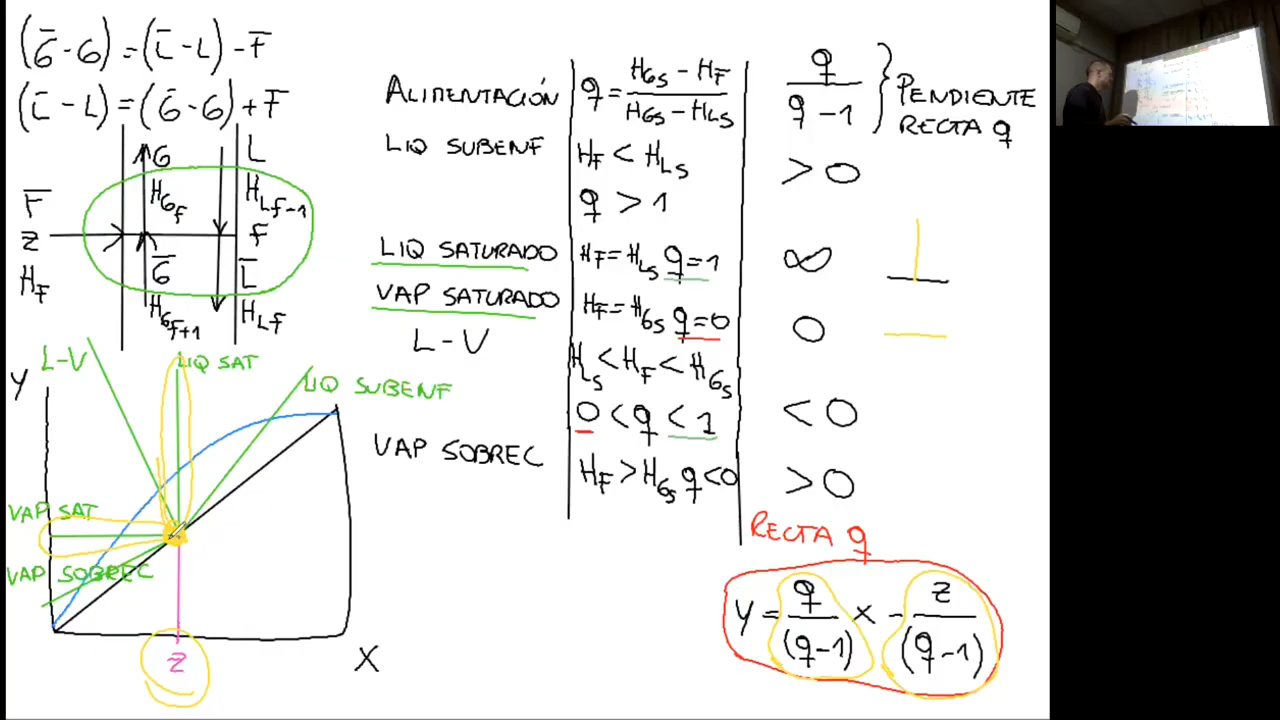 (G̅ - G) = (L̅ - L) - F̅
(L̅ - L) = (G̅ - G) + F̅
G
L
F̅
H_Gf
H_Lf-1
z
f
H_F
G̅
L̅
H_Gf+1
H_Lf
ALIMENTACIÓN
q = (H_Gs - H_F) / (H_Gs - H_Ls)
q / (q - 1)
} PENDIENTE
RECTA q
LIQ SUBENF
H_F < H_Ls
q > 1
> 0
LIQ SATURADO
H_F = H_Ls q = 1
∞
VAP SATURADO
H_F = H_Gs q = 0
0
L - V
H_Ls < H_F < H_Gs
0 < q < 1
< 0
VAP SOBREC
H_F > H_Gs q < 0
> 0
Y
L-V
LIQ SAT
LIQ SUBENF
VAP SAT
VAP SOBREC
z
X
RECTA q
y = q/(q-1) x - z/(q-1)